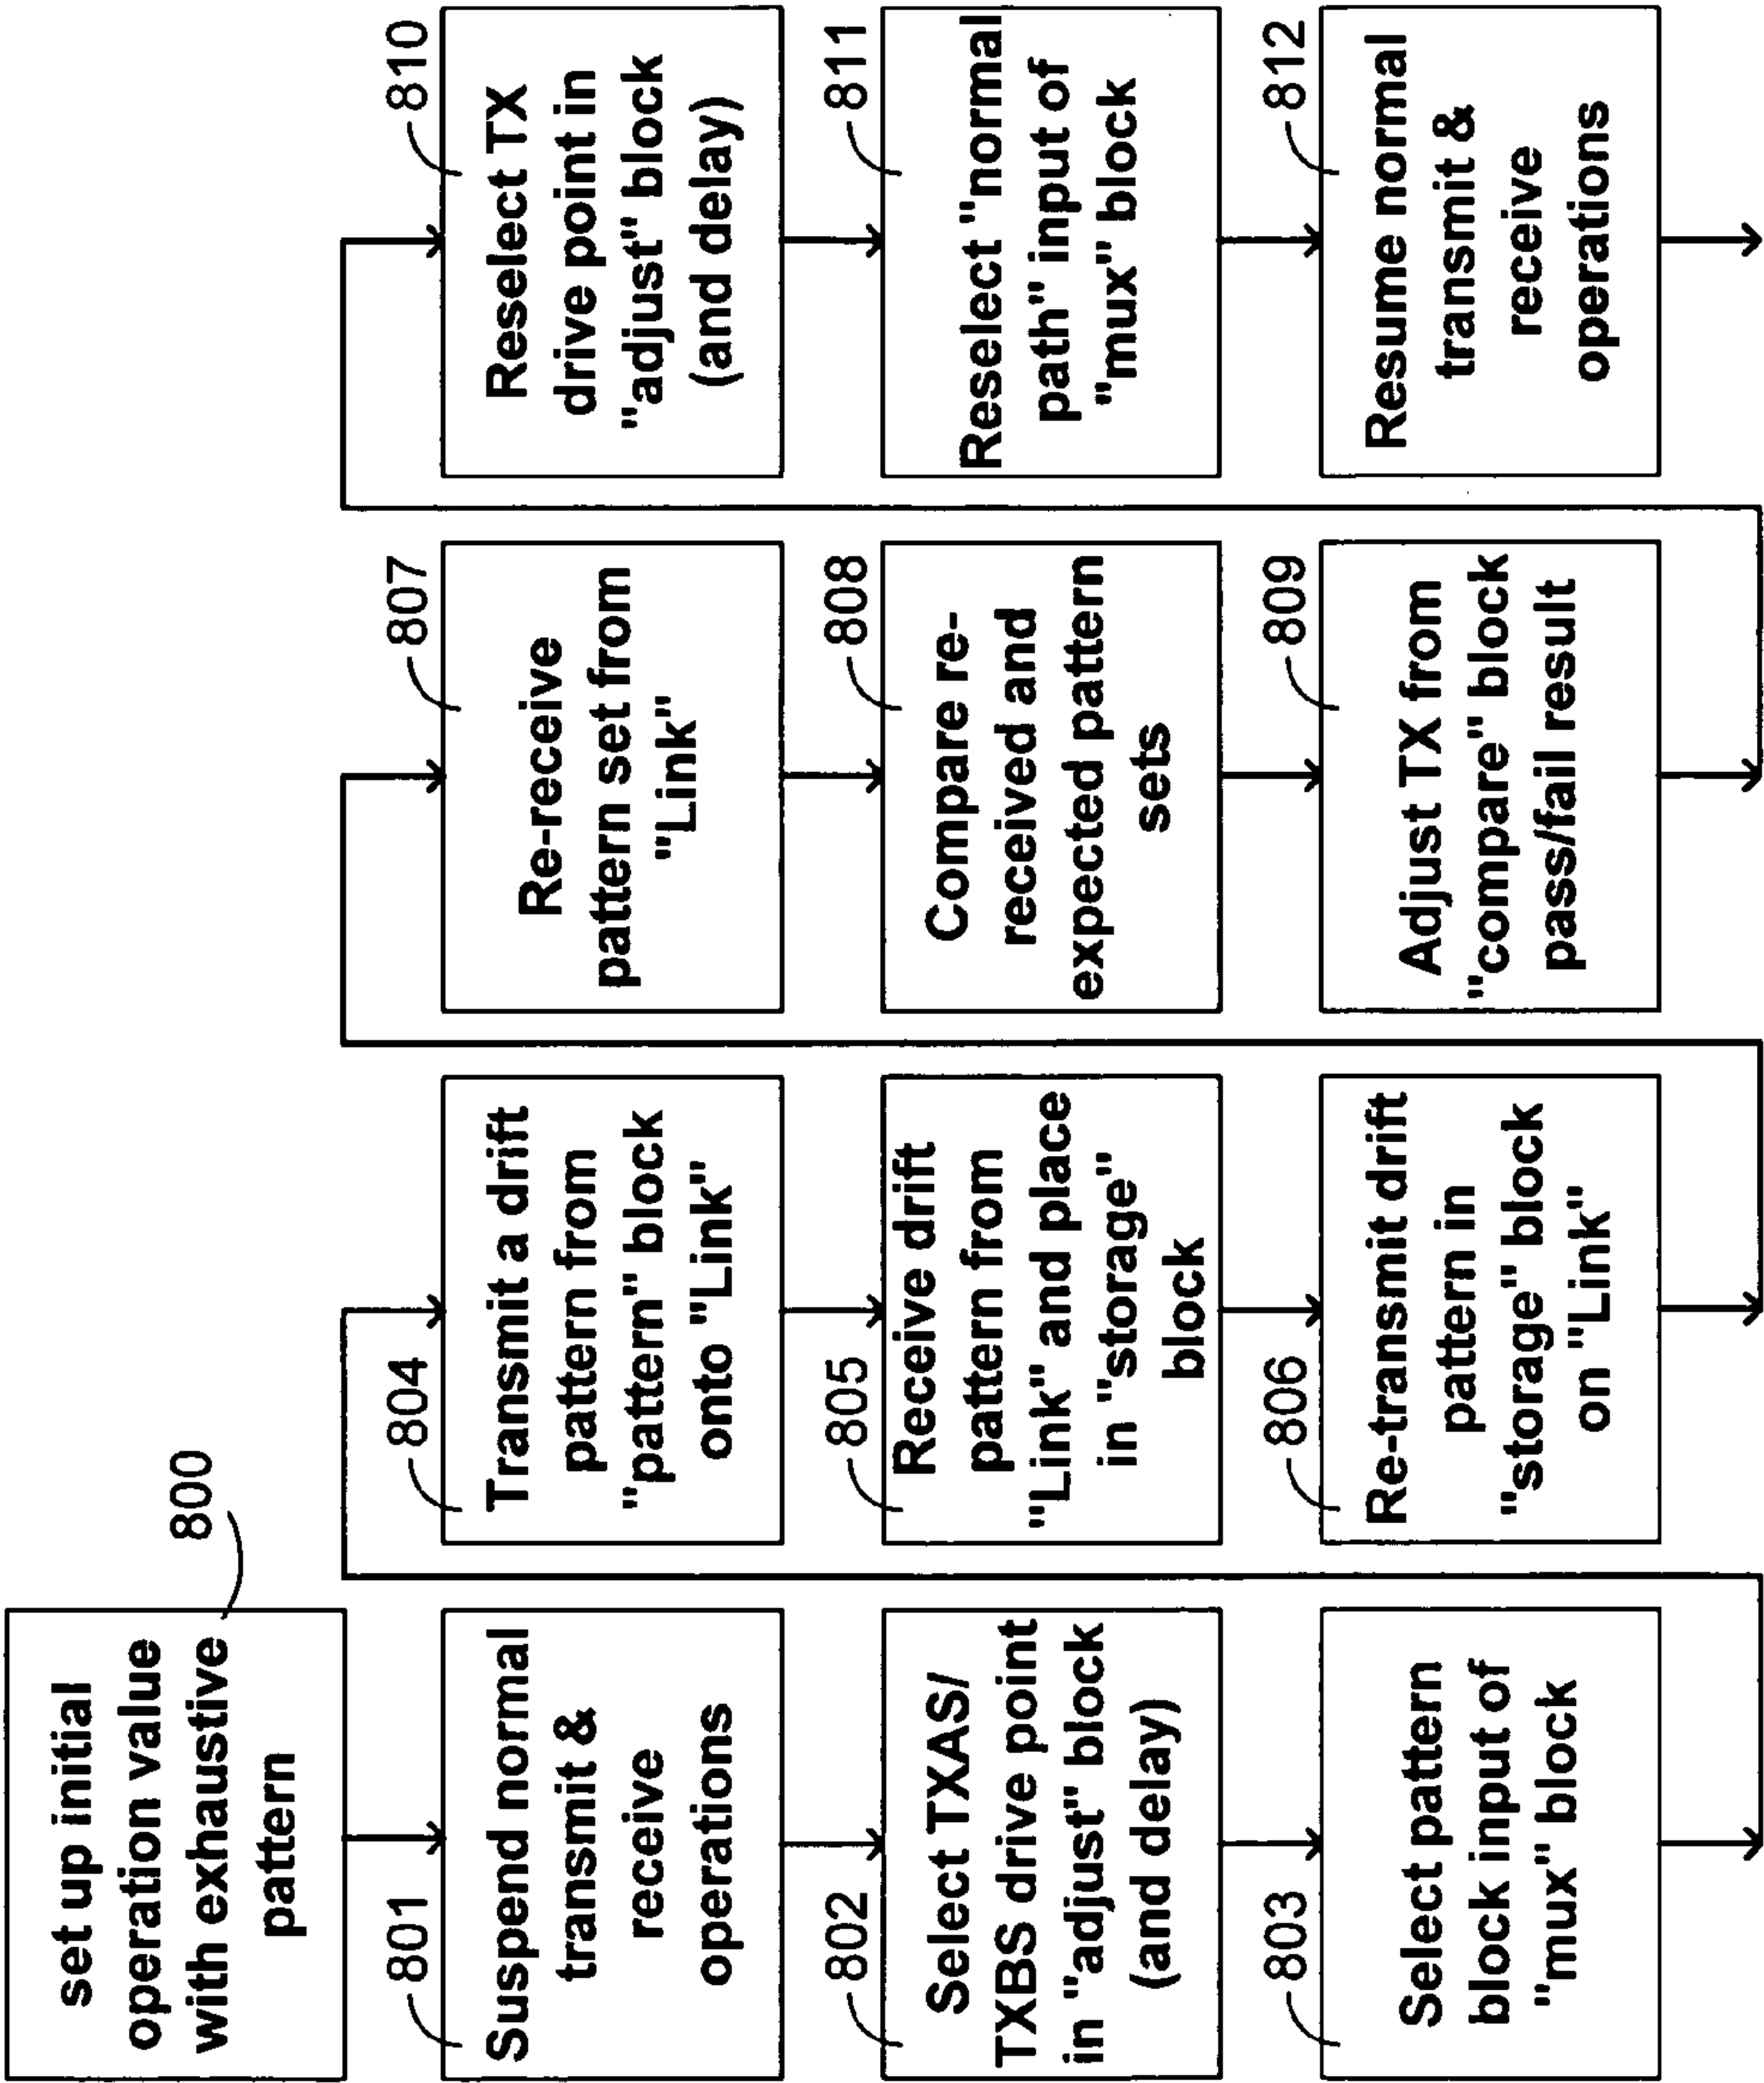 set up initial
operation value
with exhaustive
pattern
800
801
Suspend normal
transmit &
receive
operations
802
Select TXAS/
TXBS drive point
in "adjust" block
(and delay)
803
Select pattern
block input of
"mux" block
804
Transmit a drift
pattern from
"pattern" block
onto "Link"
805
Receive drift
pattern from
"Link" and place
in "storage"
block
806
Re-transmit drift
pattern in
"storage" block
on "Link"
807
Re-receive
pattern set from
"Link"
808
Compare re-
received and
expected pattern
sets
809
Adjust TX from
"compare" block
pass/fail result
810
Reselect TX
drive point in
"adjust" block
(and delay)
811
Reselect "normal
path" input of
"mux" block
812
Resume normal
transmit &
receive
operations